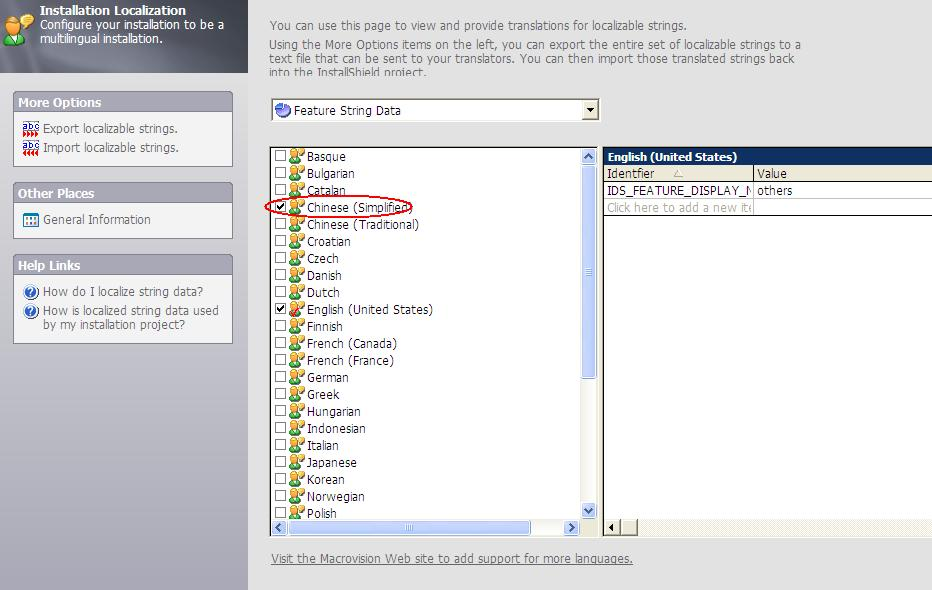 Installation Localization
Configure your installation to be a
multilingual installation.
More Options
Export localizable strings.
Import localizable strings.
Other Places
General Information
Help Links
How do I localize string data?
How is localized string data used
by my installation project?
You can use this page to view and provide translations for localizable strings.
Using the More Options items on the left, you can export the entire set of localizable strings to a
text file that can be sent to your translators. You can then import those translated strings back
into the InstallShield project.
Feature String Data
Basque
Bulgarian
Catalan
Chinese (Simplified)
Chinese (Traditional)
Croatian
Czech
Danish
Dutch
English (United States)
Finnish
French (Canada)
French (France)
German
Greek
Hungarian
Indonesian
Italian
Japanese
Korean
Norwegian
Polish
English (United States)
Identifier Value
IDS_FEATURE_DISPLAY_N others
Click here to add a new ite
Visit the Macrovision Web site to add support for more languages.